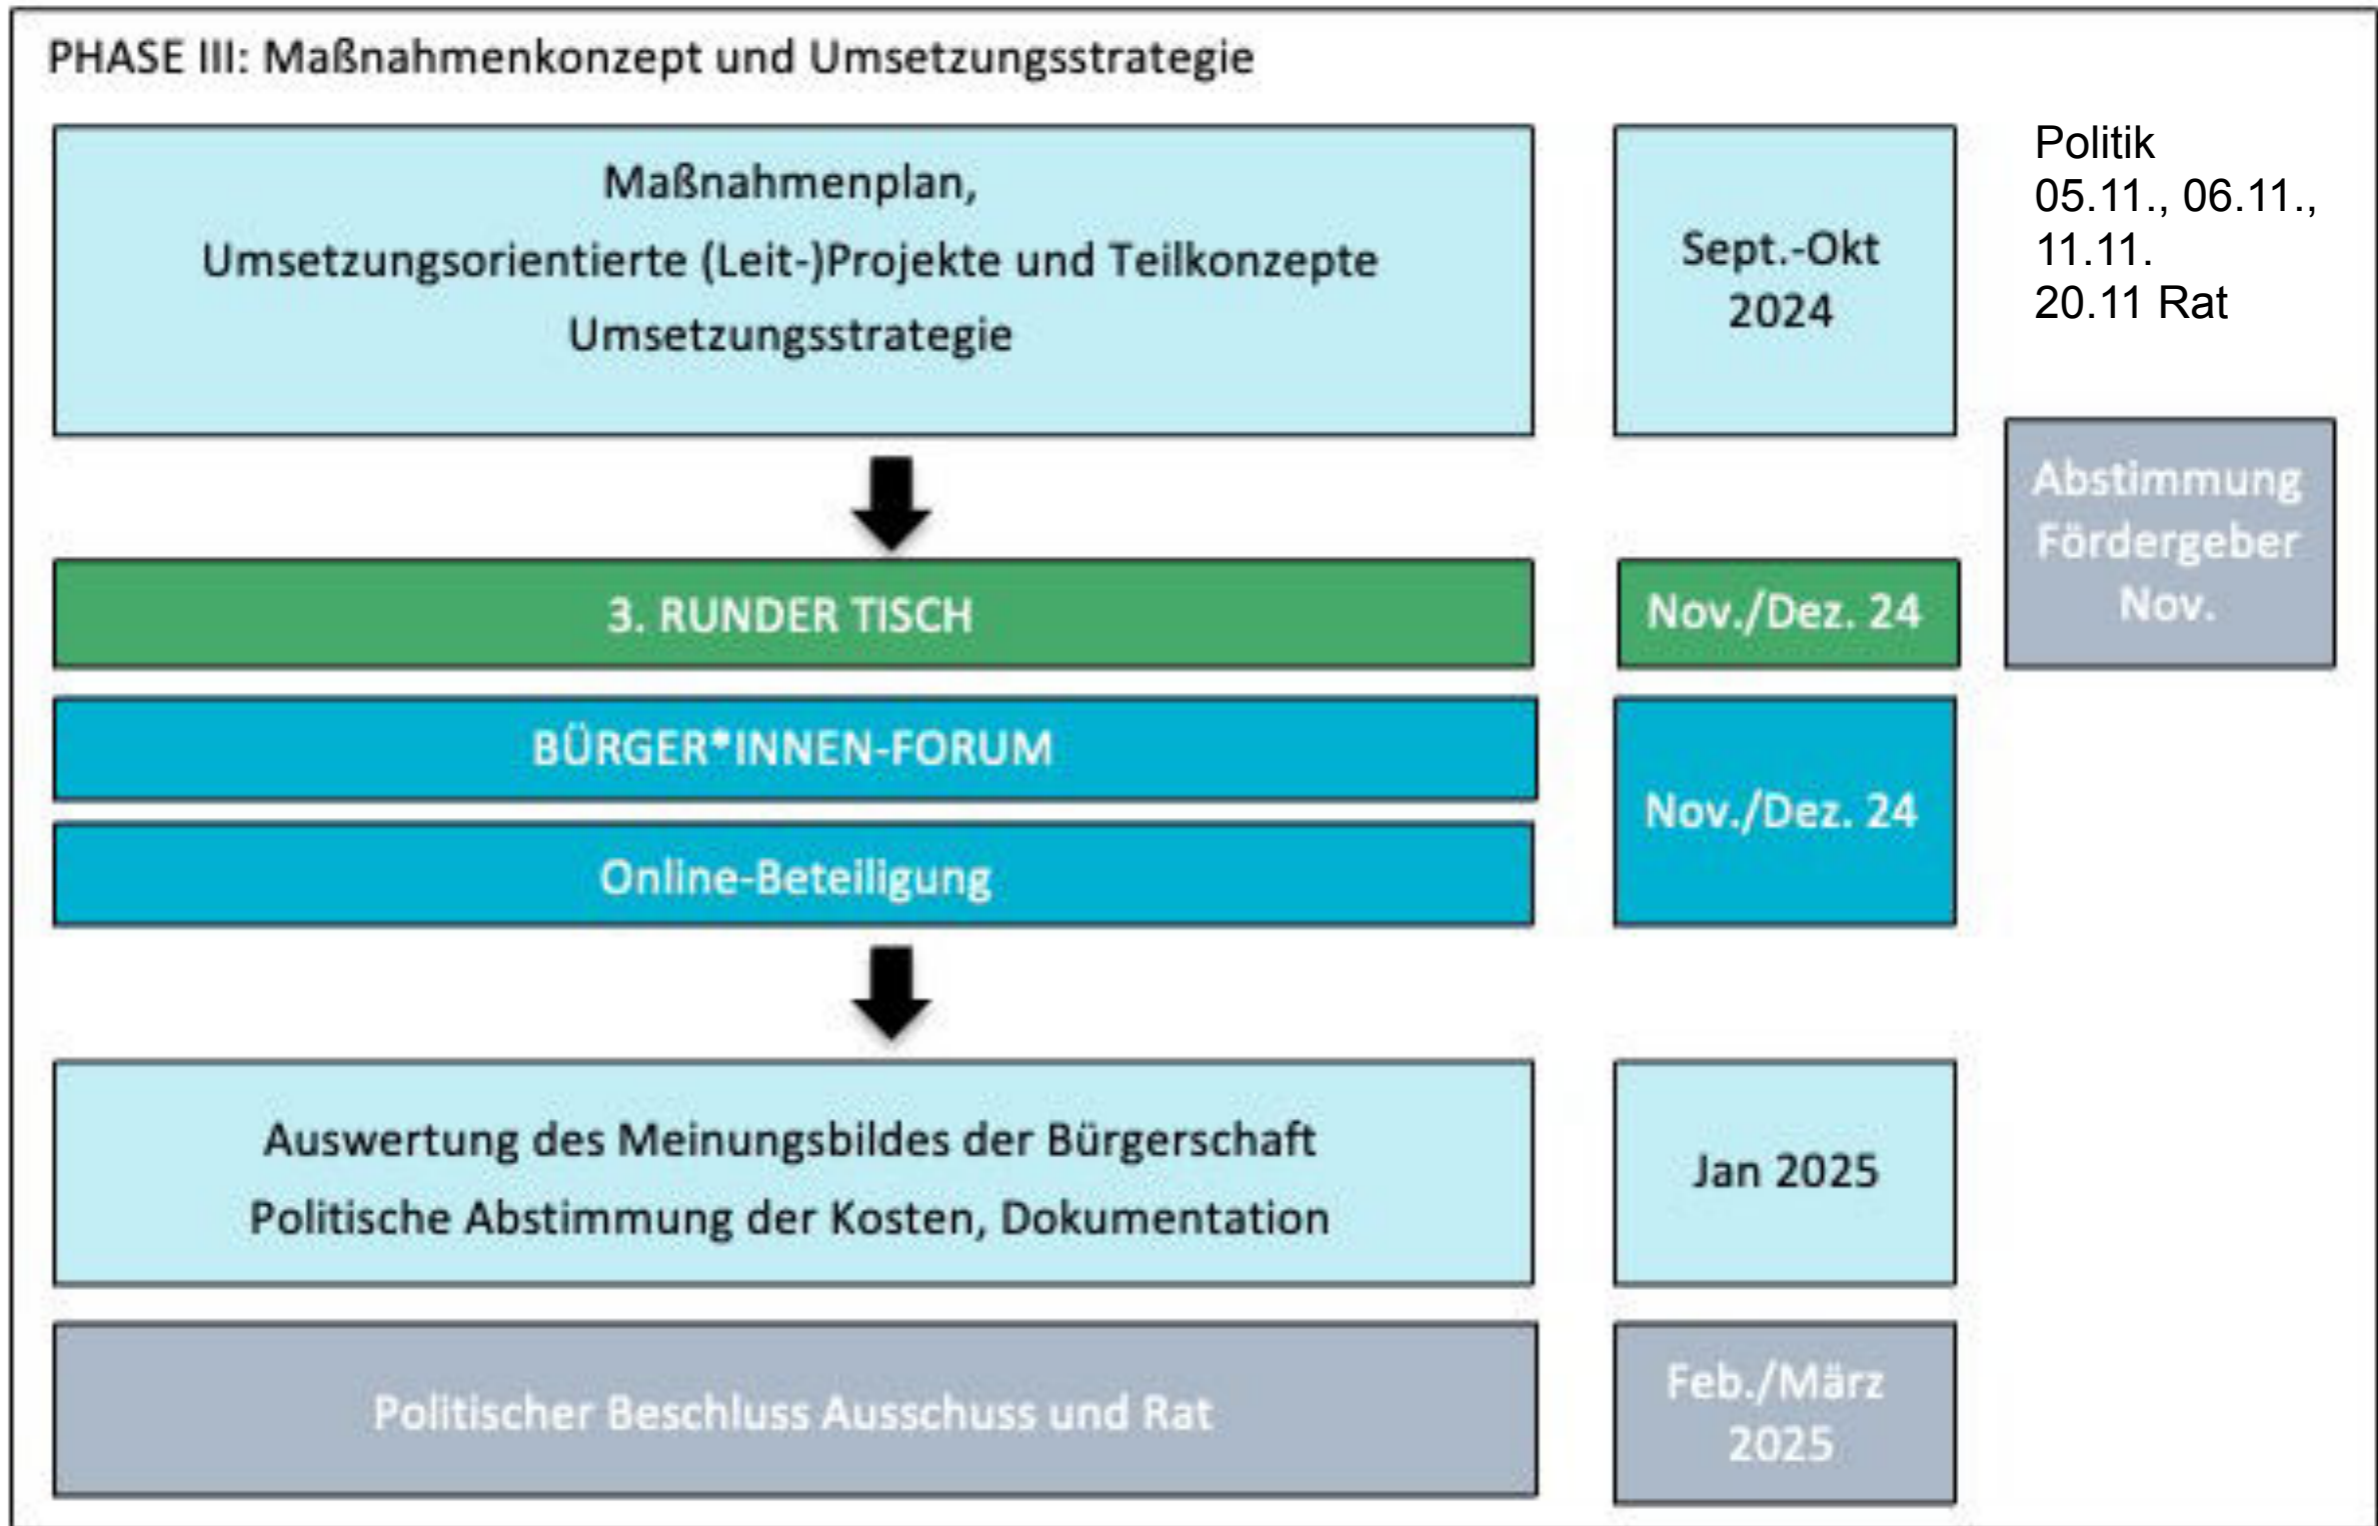 PHASE III: Maßnahmenkonzept und Umsetzungsstrategie
Maßnahmenplan,
Umsetzungsorientierte (Leit-)Projekte und Teilkonzepte
Umsetzungsstrategie
Sept.-Okt
2024
Politik
05.11., 06.11.,
11.11.
20.11 Rat
Abstimmung
Fördergeber
Nov.
3. RUNDER TISCH
Nov./Dez. 24
BÜRGER*INNEN-FORUM
Online-Beteiligung
Nov./Dez. 24
Auswertung des Meinungsbildes der Bürgerschaft
Politische Abstimmung der Kosten, Dokumentation
Jan 2025
Politischer Beschluss Ausschuss und Rat
Feb./März
2025